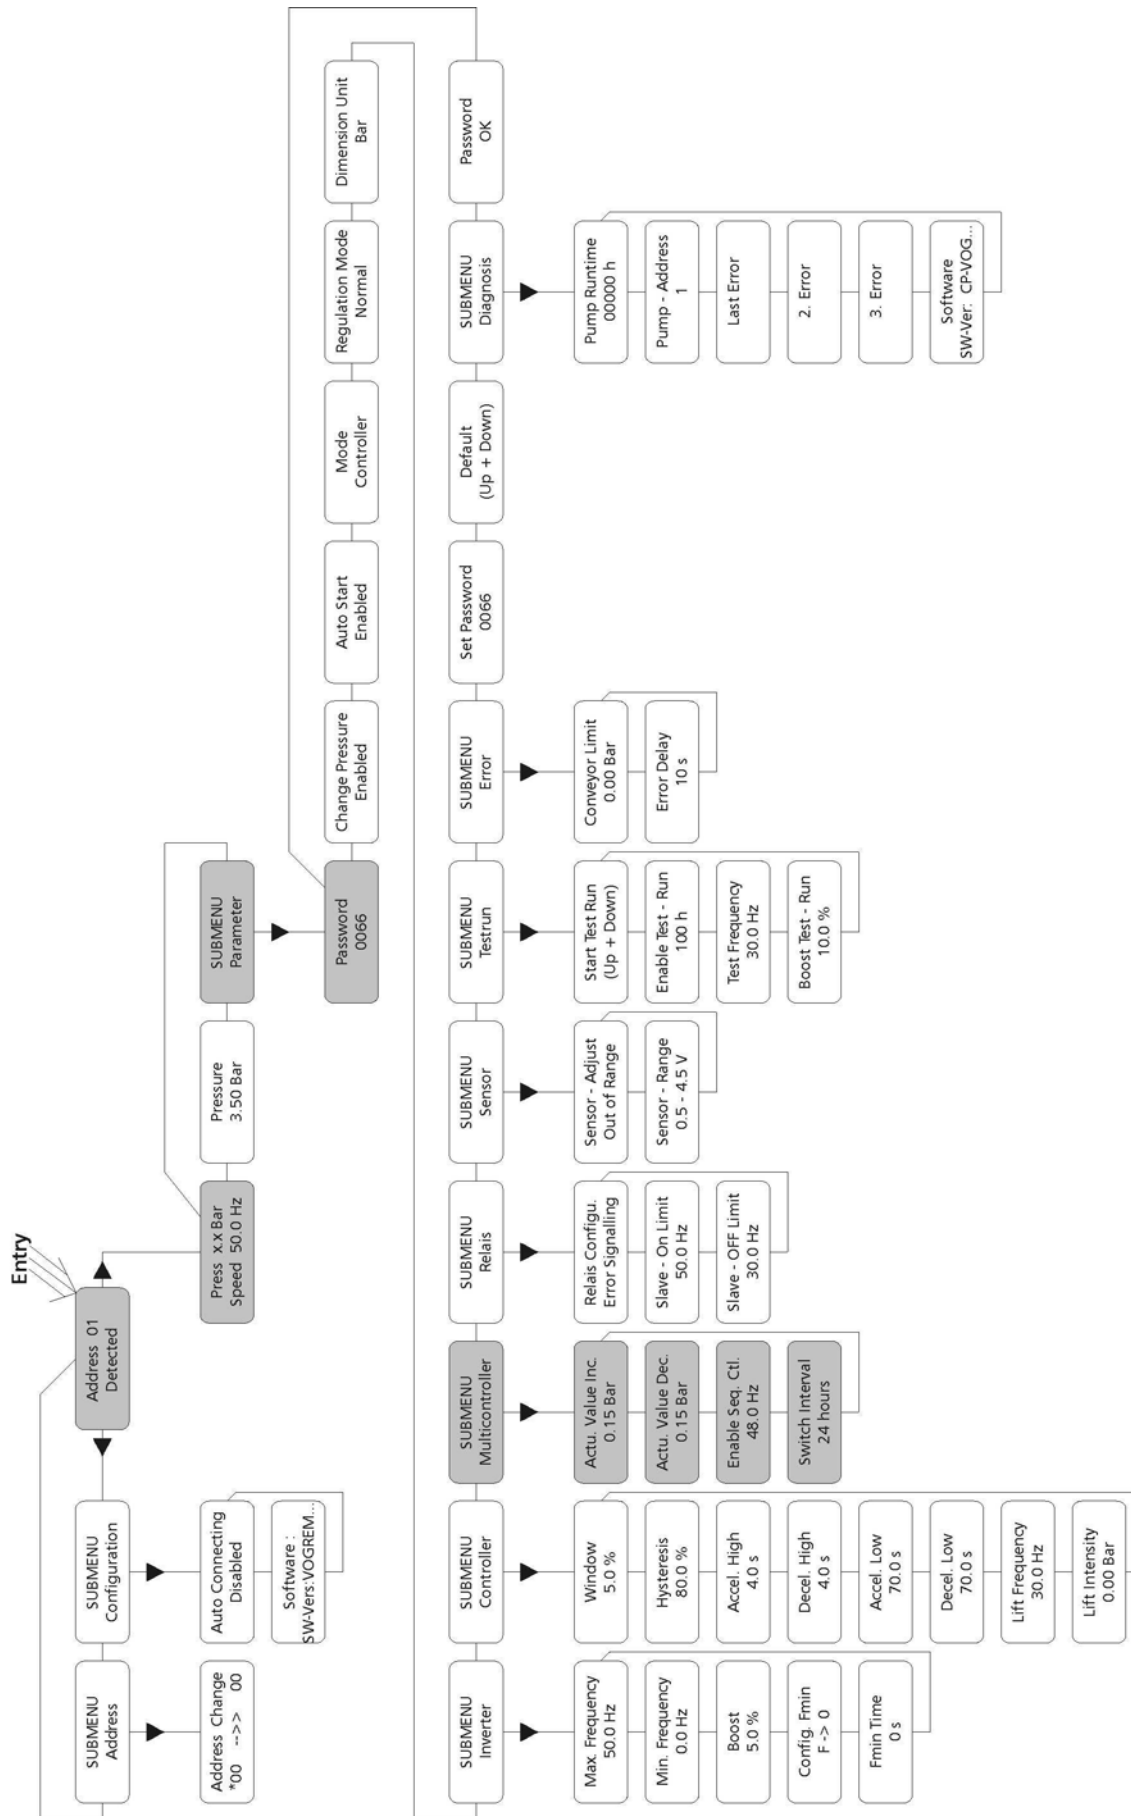 Entry
SUBMENU
Address
SUBMENU
Configuration
Address 01
Detected
Address Change
*00 -->> 00
Auto Connecting
Disabled
Software :
SW-Vers:VOGREM...
Press x.x Bar
Speed 50.0 Hz
Pressure
3.50 Bar
SUBMENU
Parameter
Password
0066
Change Pressure
Enabled
Auto Start
Enabled
Mode
Controller
Regulation Mode
Normal
Dimension Unit
Bar
SUBMENU
Inverter
SUBMENU
Controller
SUBMENU
Multicontroller
SUBMENU
Relais
SUBMENU
Sensor
SUBMENU
Testrun
SUBMENU
Error
Set Password
0066
Default
(Up + Down)
SUBMENU
Diagnosis
Password
OK
Max. Frequency
50.0 Hz
Min. Frequency
0.0 Hz
Boost
5.0 %
Config. Fmin
F -> 0
Fmin Time
0 s
Window
5.0 %
Hysteresis
80.0 %
Accel. High
4.0 s
Decel. High
4.0 s
Accel. Low
70.0 s
Decel. Low
70.0 s
Lift Frequency
30.0 Hz
Lift Intensity
0.00 Bar
Actu. Value Inc.
0.15 Bar
Actu. Value Dec.
0.15 Bar
Enable Seq. Ctl.
48.0 Hz
Switch Interval
24 hours
Relais Configu.
Error Signalling
Slave - On Limit
50.0 Hz
Slave - OFF Limit
30.0 Hz
Sensor - Adjust
Out of Range
Sensor - Range
0.5 - 4.5 V
Start Test Run
(Up + Down)
Enable Test - Run
100 h
Test Frequency
30.0 Hz
Boost Test - Run
10.0 %
Conveyor Limit
0.00 Bar
Error Delay
10 s
Pump Runtime
00000 h
Pump - Address
1
Last Error
2. Error
3. Error
Software
SW-Ver: CP-VOG...